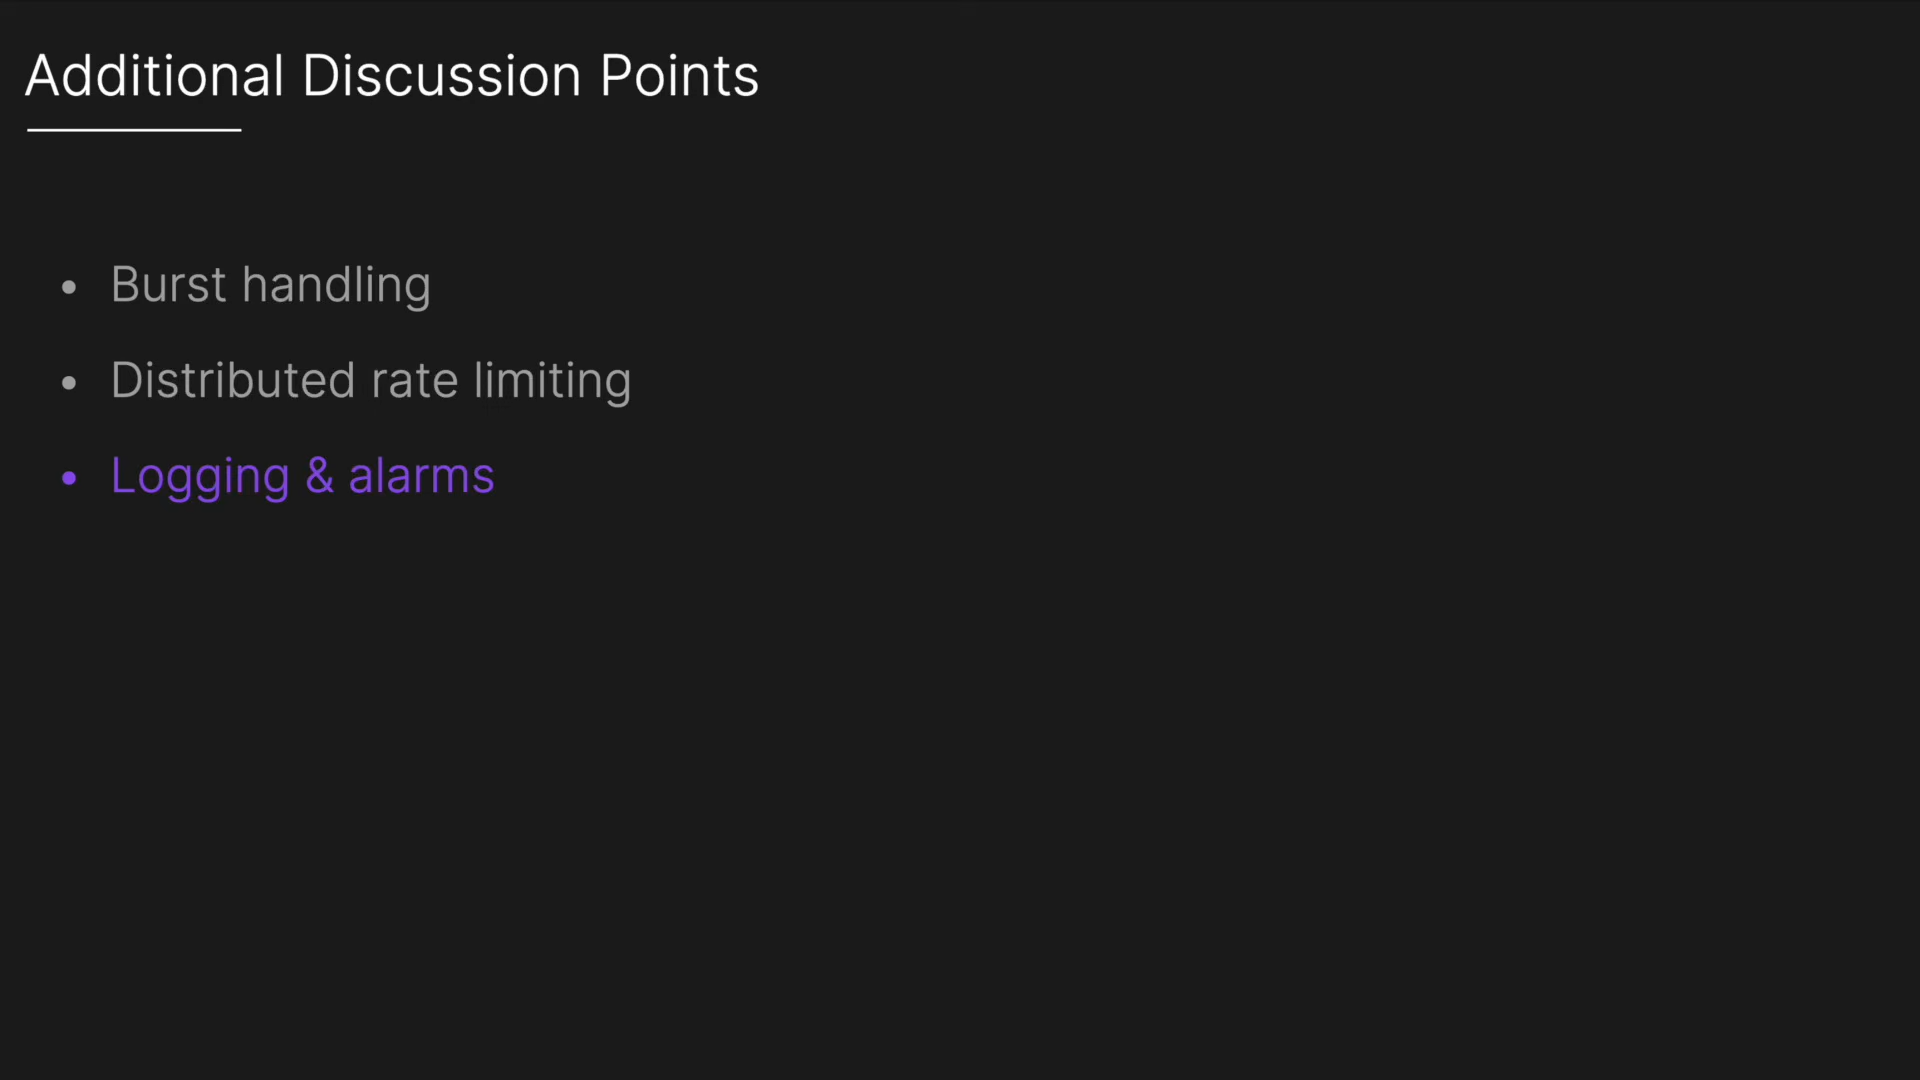 Additional Discussion Points
• Burst handling
• Distributed rate limiting
• Logging & alarms